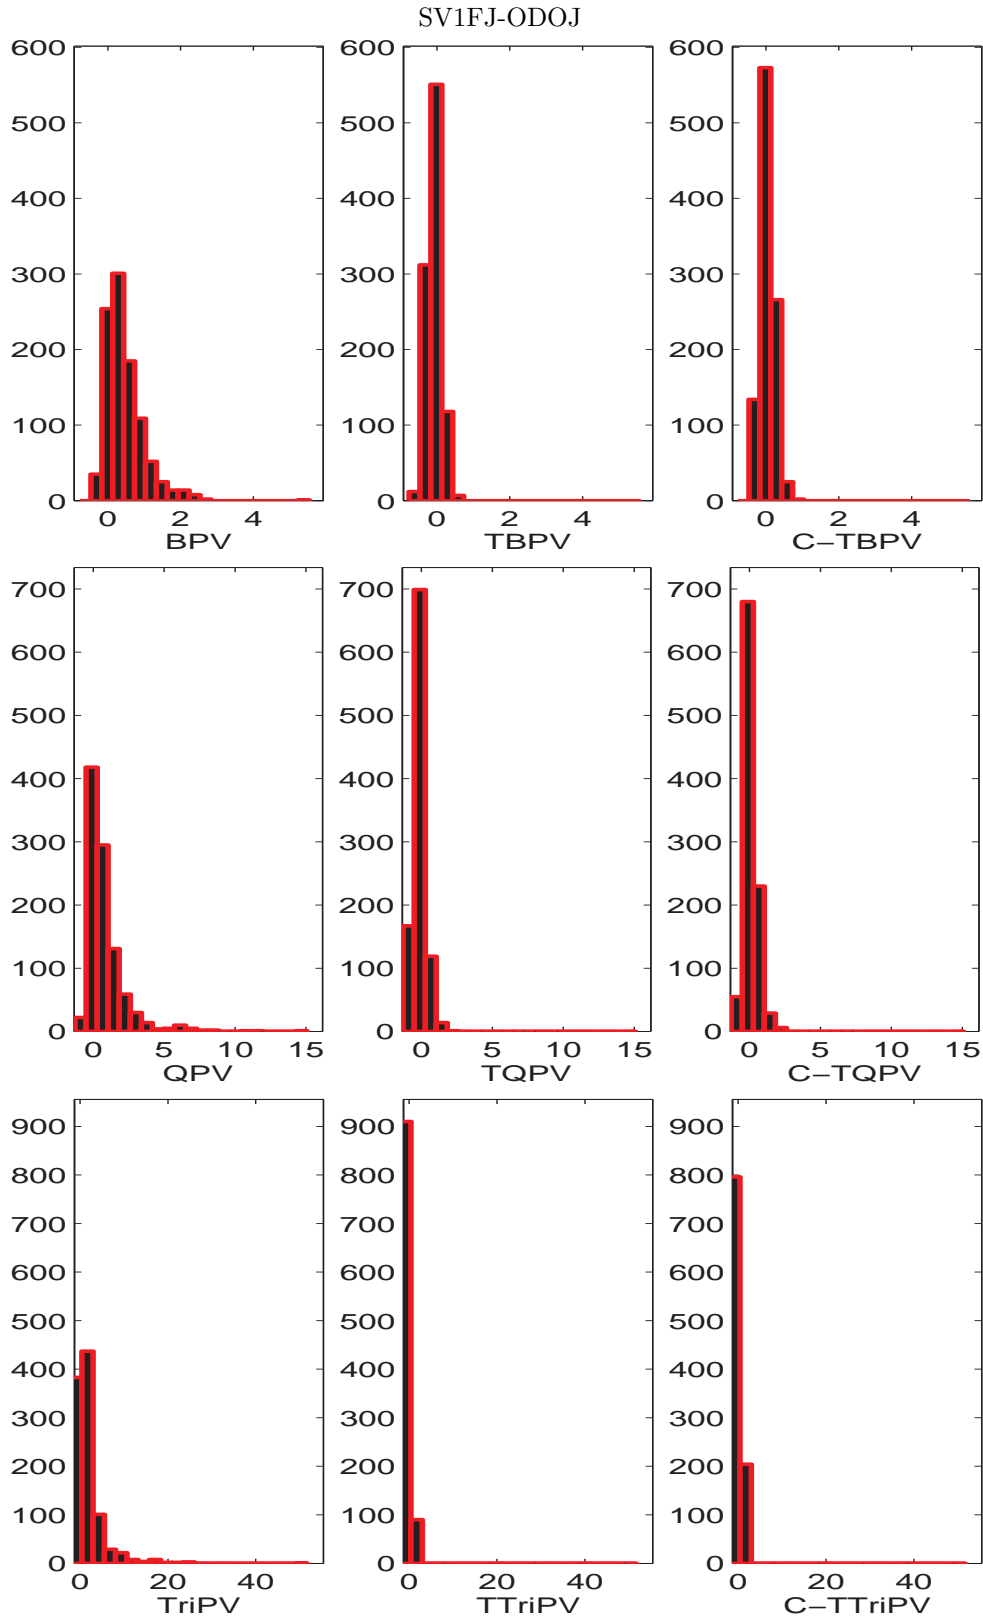 SV1FJ-ODOJ
600 600 600
500 500 500
400 400 400
300 300 300
200 200 200
100 100 100
0 0 0
0 2 4 0 2 4 0 2 4
BPV TBPV C−TBPV
700 700 700
600 600 600
500 500 500
400 400 400
300 300 300
200 200 200
100 100 100
0 0 0
0 5 10 15 0 5 10 15 0 5 10 15
QPV TQPV C−TQPV
900 900 900
800 800 800
700 700 700
600 600 600
500 500 500
400 400 400
300 300 300
200 200 200
100 100 100
0 0 0
0 20 40 0 20 40 0 20 40
TriPV TTriPV C−TTriPV